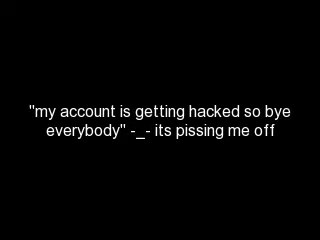 "my account is getting hacked so bye
everybody" -_- its pissing me off